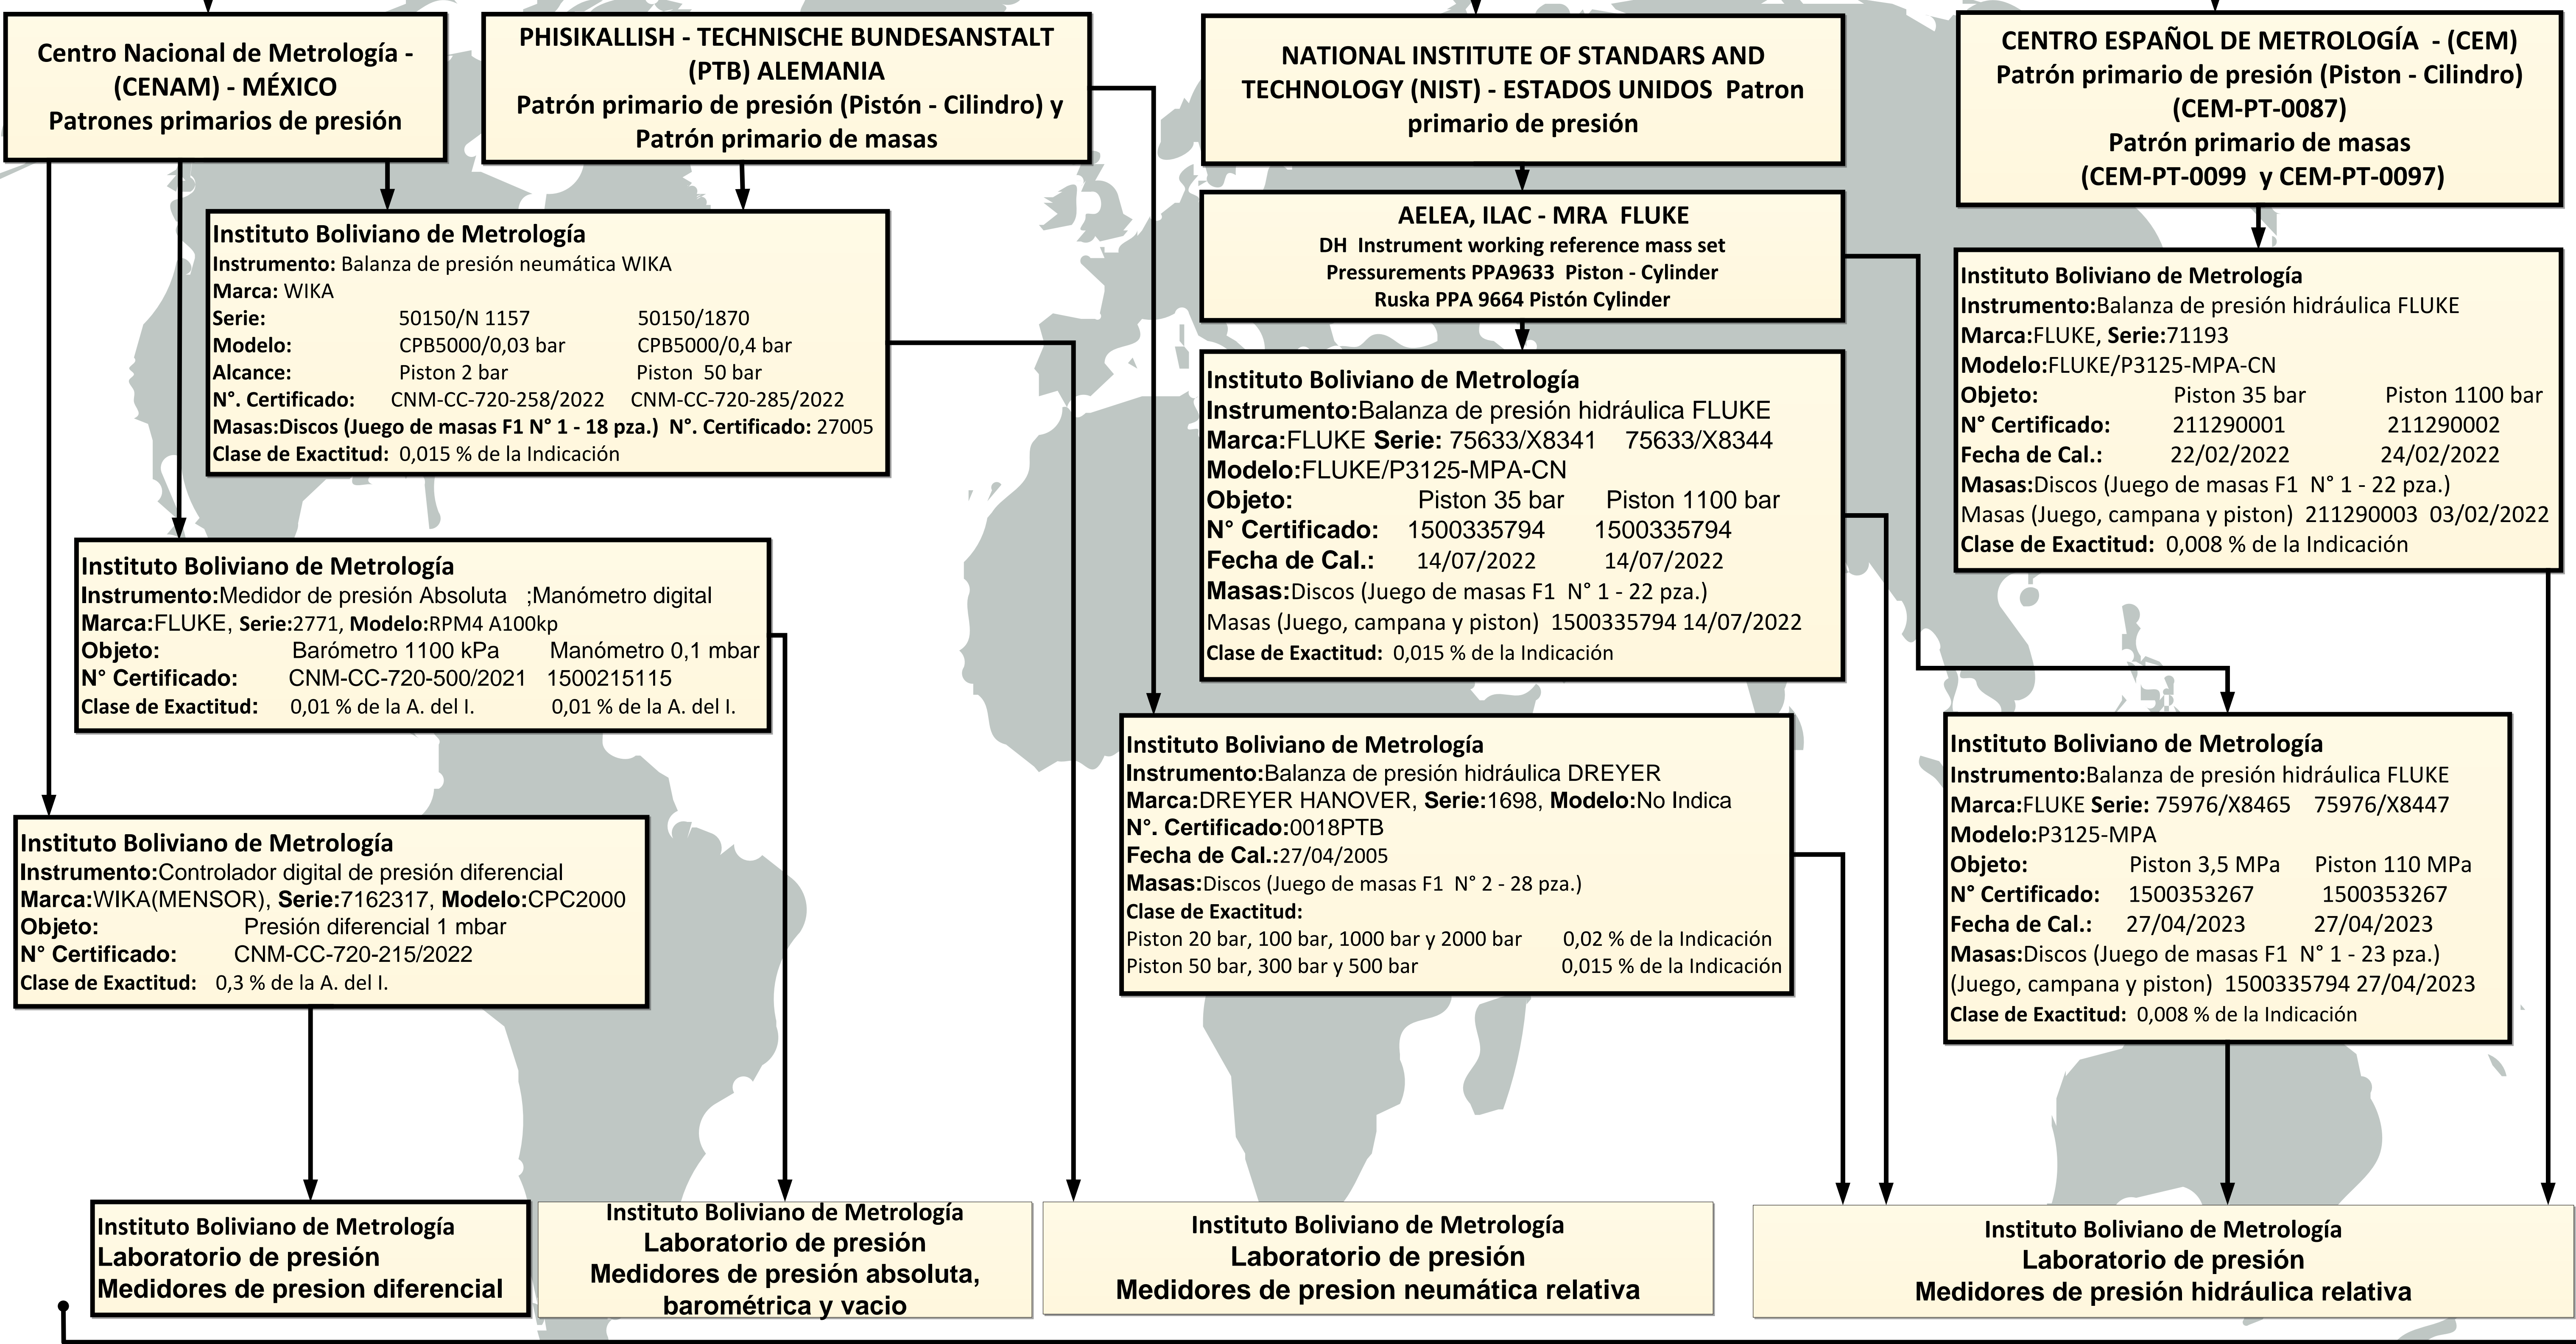 Centro Nacional de Metrología -
(CENAM) - MÉXICO
Patrones primarios de presión
PHISIKALLISH - TECHNISCHE BUNDESANSTALT
(PTB) ALEMANIA
Patrón primario de presión (Pistón - Cilindro) y
Patrón primario de masas
NATIONAL INSTITUTE OF STANDARS AND
TECHNOLOGY (NIST) - ESTADOS UNIDOS Patron
primario de presión
CENTRO ESPAÑOL DE METROLOGÍA - (CEM)
Patrón primario de presión (Piston - Cilindro)
(CEM-PT-0087)
Patrón primario de masas
(CEM-PT-0099 y CEM-PT-0097)
Instituto Boliviano de Metrología
Instrumento: Balanza de presión neumática WIKA
Marca: WIKA
Serie: 50150/N 1157 50150/1870
Modelo: CPB5000/0,03 bar CPB5000/0,4 bar
Alcance: Piston 2 bar Piston 50 bar
N°. Certificado: CNM-CC-720-258/2022 CNM-CC-720-285/2022
Masas:Discos (Juego de masas F1 N° 1 - 18 pza.) N°. Certificado: 27005
Clase de Exactitud: 0,015 % de la Indicación
AELEA, ILAC - MRA FLUKE
DH Instrument working reference mass set
Pressurements PPA9633 Piston - Cylinder
Ruska PPA 9664 Pistón Cylinder
Instituto Boliviano de Metrología
Instrumento:Balanza de presión hidráulica FLUKE
Marca:FLUKE Serie: 75633/X8341 75633/X8344
Modelo:FLUKE/P3125-MPA-CN
Objeto: Piston 35 bar Piston 1100 bar
N° Certificado: 1500335794 1500335794
Fecha de Cal.: 14/07/2022 14/07/2022
Masas:Discos (Juego de masas F1 N° 1 - 22 pza.)
Masas (Juego, campana y piston) 1500335794 14/07/2022
Clase de Exactitud: 0,015 % de la Indicación
Instituto Boliviano de Metrología
Instrumento:Balanza de presión hidráulica FLUKE
Marca:FLUKE, Serie:71193
Modelo:FLUKE/P3125-MPA-CN
Objeto: Piston 35 bar Piston 1100 bar
N° Certificado: 211290001 211290002
Fecha de Cal.: 22/02/2022 24/02/2022
Masas:Discos (Juego de masas F1 N° 1 - 22 pza.)
Masas (Juego, campana y piston) 211290003 03/02/2022
Clase de Exactitud: 0,008 % de la Indicación
Instituto Boliviano de Metrología
Instrumento:Medidor de presión Absoluta ;Manómetro digital
Marca:FLUKE, Serie:2771, Modelo:RPM4 A100kp
Objeto: Barómetro 1100 kPa Manómetro 0,1 mbar
N° Certificado: CNM-CC-720-500/2021 1500215115
Clase de Exactitud: 0,01 % de la A. del I. 0,01 % de la A. del I.
Instituto Boliviano de Metrología
Instrumento:Controlador digital de presión diferencial
Marca:WIKA(MENSOR), Serie:7162317, Modelo:CPC2000
Objeto: Presión diferencial 1 mbar
N° Certificado: CNM-CC-720-215/2022
Clase de Exactitud: 0,3 % de la A. del I.
Instituto Boliviano de Metrología
Instrumento:Balanza de presión hidráulica DREYER
Marca:DREYER HANOVER, Serie:1698, Modelo:No Indica
N°. Certificado:0018PTB
Fecha de Cal.:27/04/2005
Masas:Discos (Juego de masas F1 N° 2 - 28 pza.)
Clase de Exactitud:
Piston 20 bar, 100 bar, 1000 bar y 2000 bar 0,02 % de la Indicación
Piston 50 bar, 300 bar y 500 bar 0,015 % de la Indicación
Instituto Boliviano de Metrología
Instrumento:Balanza de presión hidráulica FLUKE
Marca:FLUKE Serie: 75976/X8465 75976/X8447
Modelo:P3125-MPA
Objeto: Piston 3,5 MPa Piston 110 MPa
N° Certificado: 1500353267 1500353267
Fecha de Cal.: 27/04/2023 27/04/2023
Masas:Discos (Juego de masas F1 N° 1 - 23 pza.)
(Juego, campana y piston) 1500335794 27/04/2023
Clase de Exactitud: 0,008 % de la Indicación
Instituto Boliviano de Metrología
Laboratorio de presión
Medidores de presion diferencial
Instituto Boliviano de Metrología
Laboratorio de presión
Medidores de presión absoluta,
barométrica y vacio
Instituto Boliviano de Metrología
Laboratorio de presión
Medidores de presion neumática relativa
Instituto Boliviano de Metrología
Laboratorio de presión
Medidores de presión hidráulica relativa